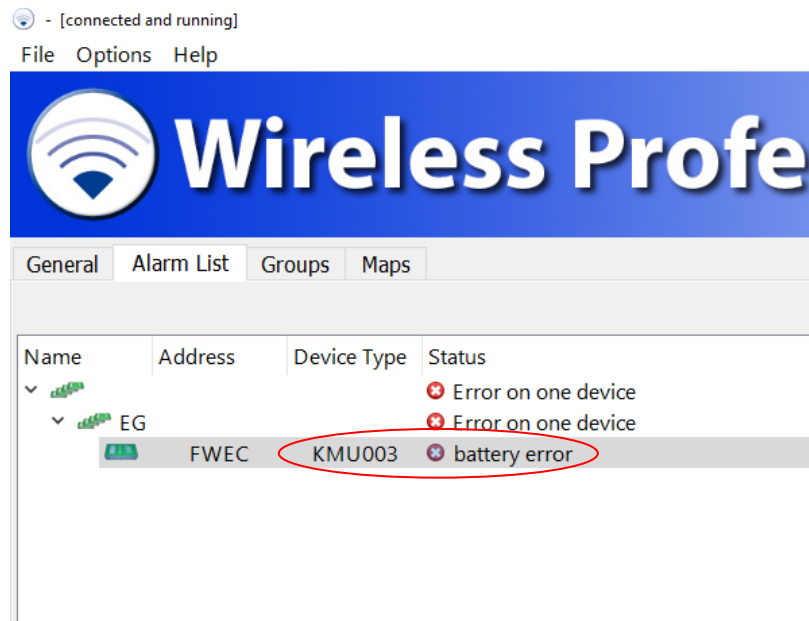 - [connected and running]
File Options Help
Wireless Profe
General Alarm List Groups Maps
Name Address Device Type Status
Error on one device
EG Error on one device
FWEC KMU003 battery error